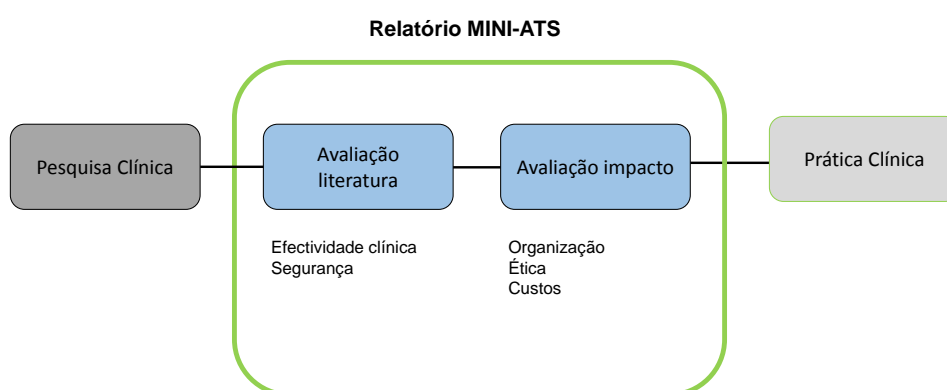 Relatório MINI-ATS
Pesquisa Clínica
Avaliação
literatura
Avaliação impacto
Prática Clínica
Efectividade clínica
Segurança
Organização
Ética
Custos